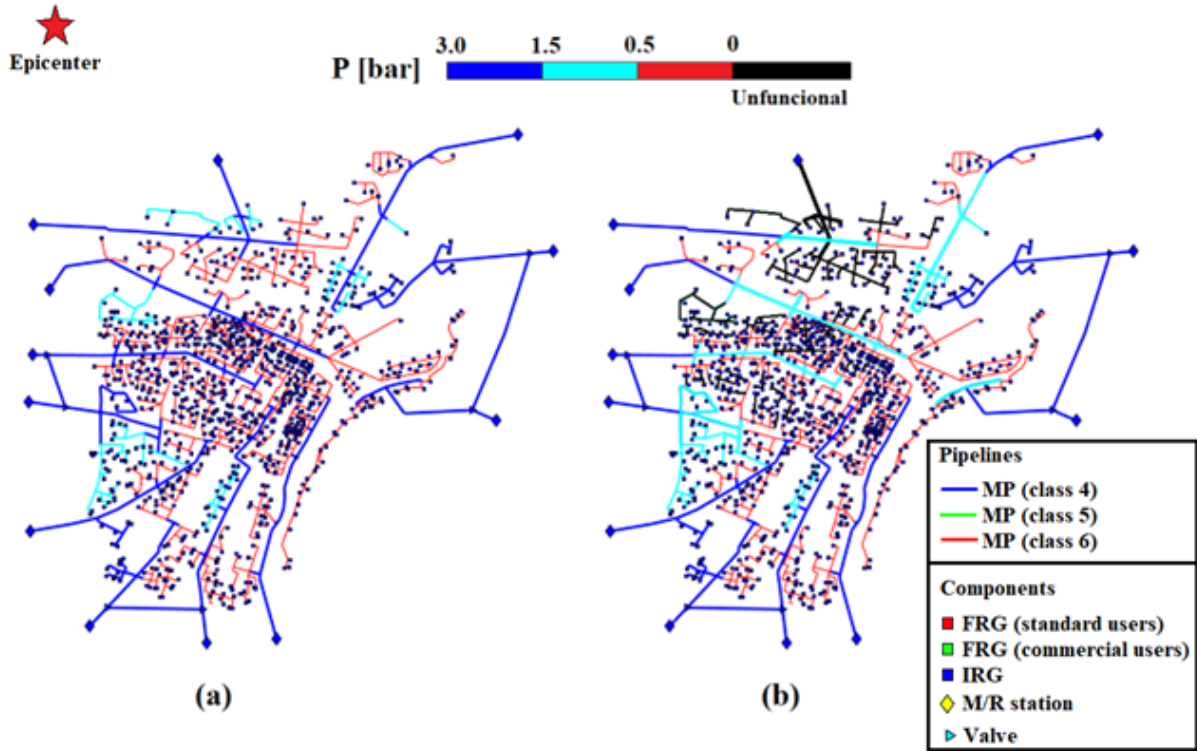 Epicenter
3.0 1.5 0.5 0
P [bar]
Unfuncional
Pipelines
MP (class 4)
MP (class 5)
MP (class 6)
Components
FRG (standard users)
FRG (commercial users)
IRG
M/R station
Valve
(a) (b)